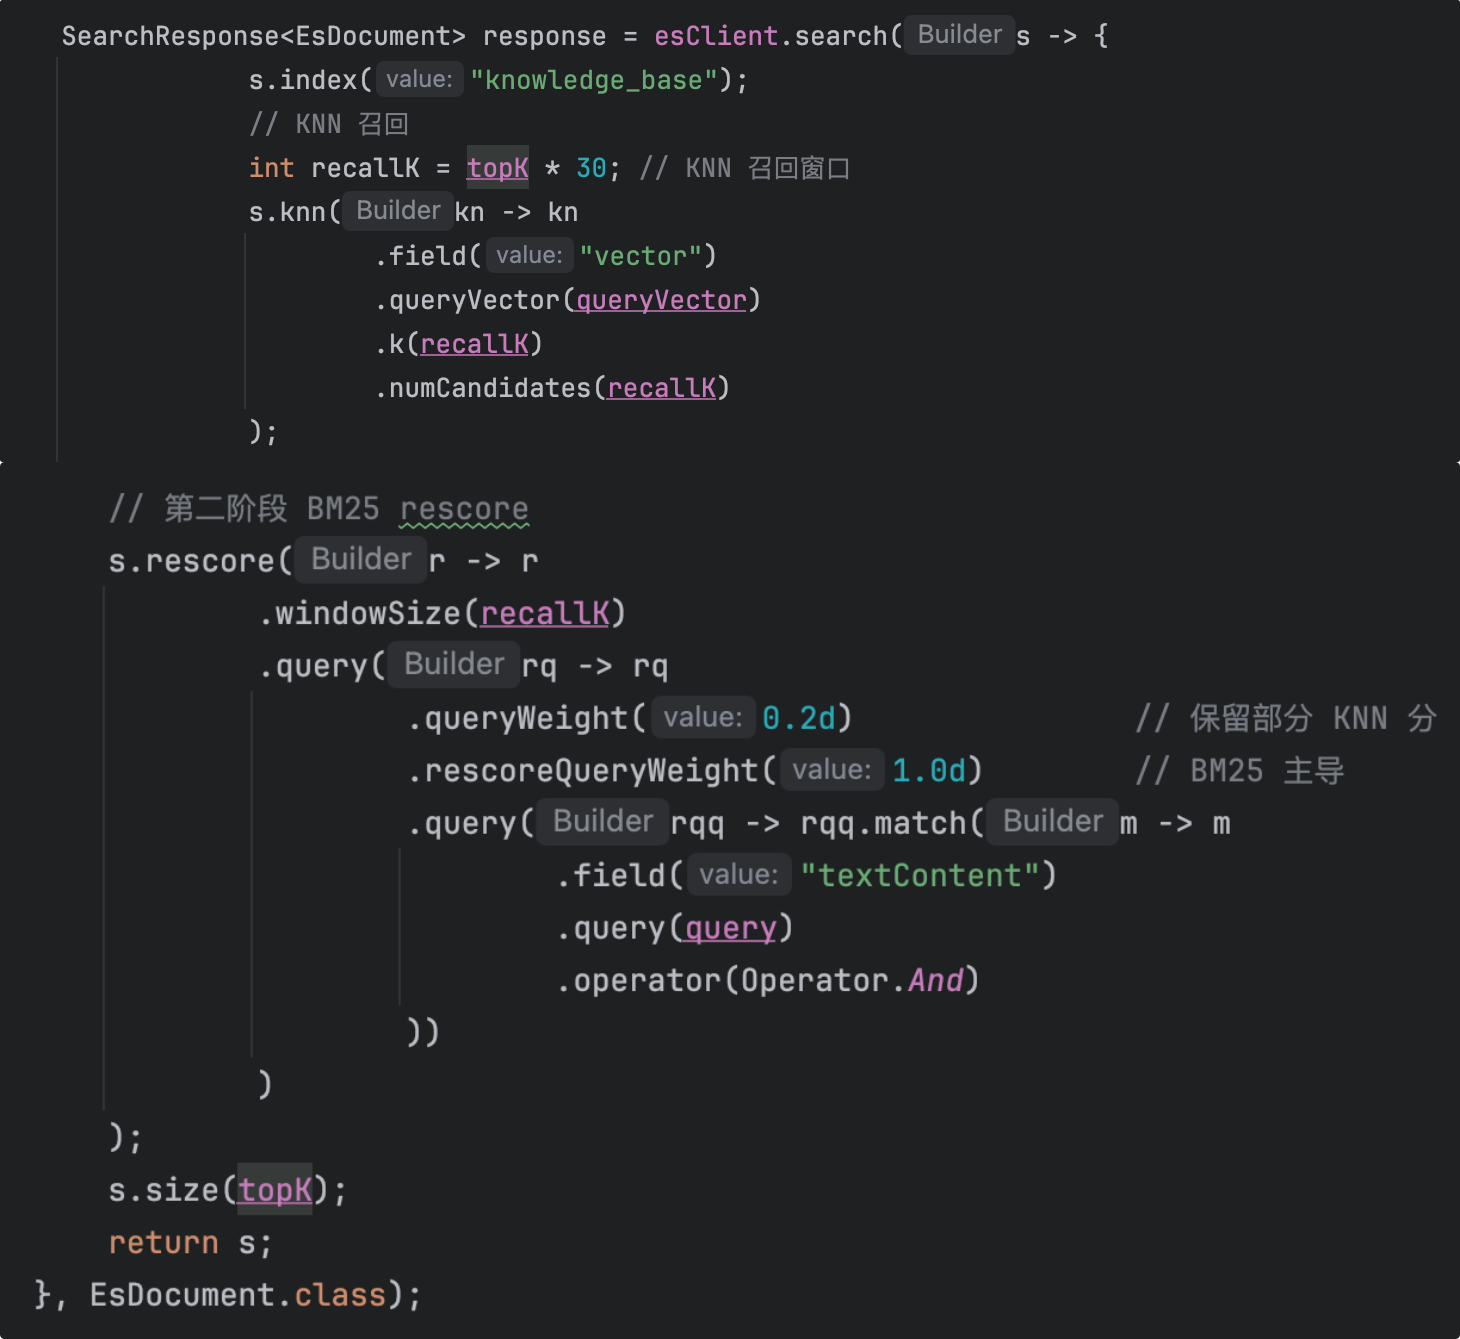 SearchResponse<EsDocument> response = esClient.search( Builder s -> {
s.index( value: "knowledge_base");
// KNN 召回
int recallK = topK * 30; // KNN 召回窗口
s.knn( Builder kn -> kn
.field( value: "vector")
.queryVector(queryVector)
.k(recallK)
.numCandidates(recallK)
);
// 第二阶段 BM25 rescore
s.rescore( Builder r -> r
.windowSize(recallK)
.query( Builder rq -> rq
.queryWeight( value: 0.2d) // 保留部分 KNN 分
.rescoreQueryWeight( value: 1.0d) // BM25 主导
.query( Builder rqq -> rqq.match( Builder m -> m
.field( value: "textContent")
.query(query)
.operator(Operator.And)
))
)
);
s.size(topK);
return s;
}, EsDocument.class);